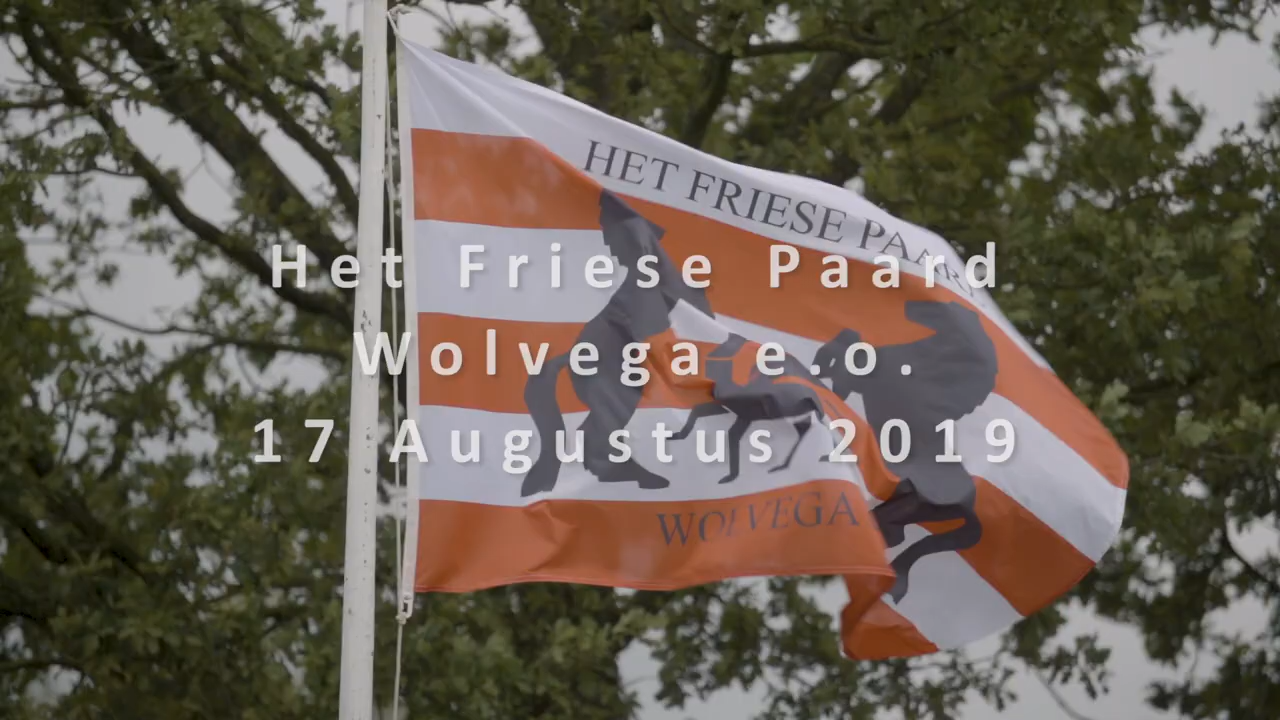 HET FRIESE PAARD
Het Friese Paard
Wolvega e.o.
17 Augustus 2019
WOLVEGA